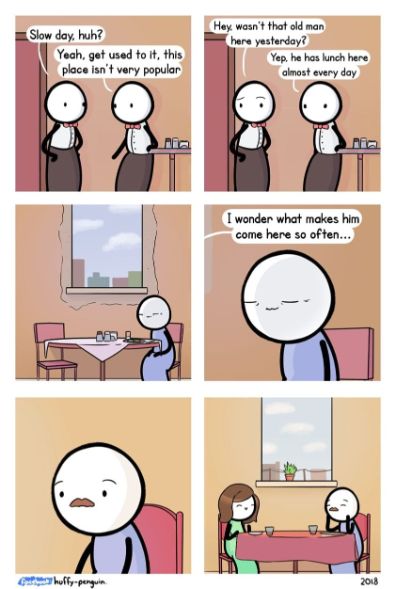 Slow day, huh?
Yeah, get used to it, this
place isn't very popular
Hey, wasn't that old man
here yesterday?
Yep, he has lunch here
almost every day
I wonder what makes him
come here so often...
huffy-penguin.
2018